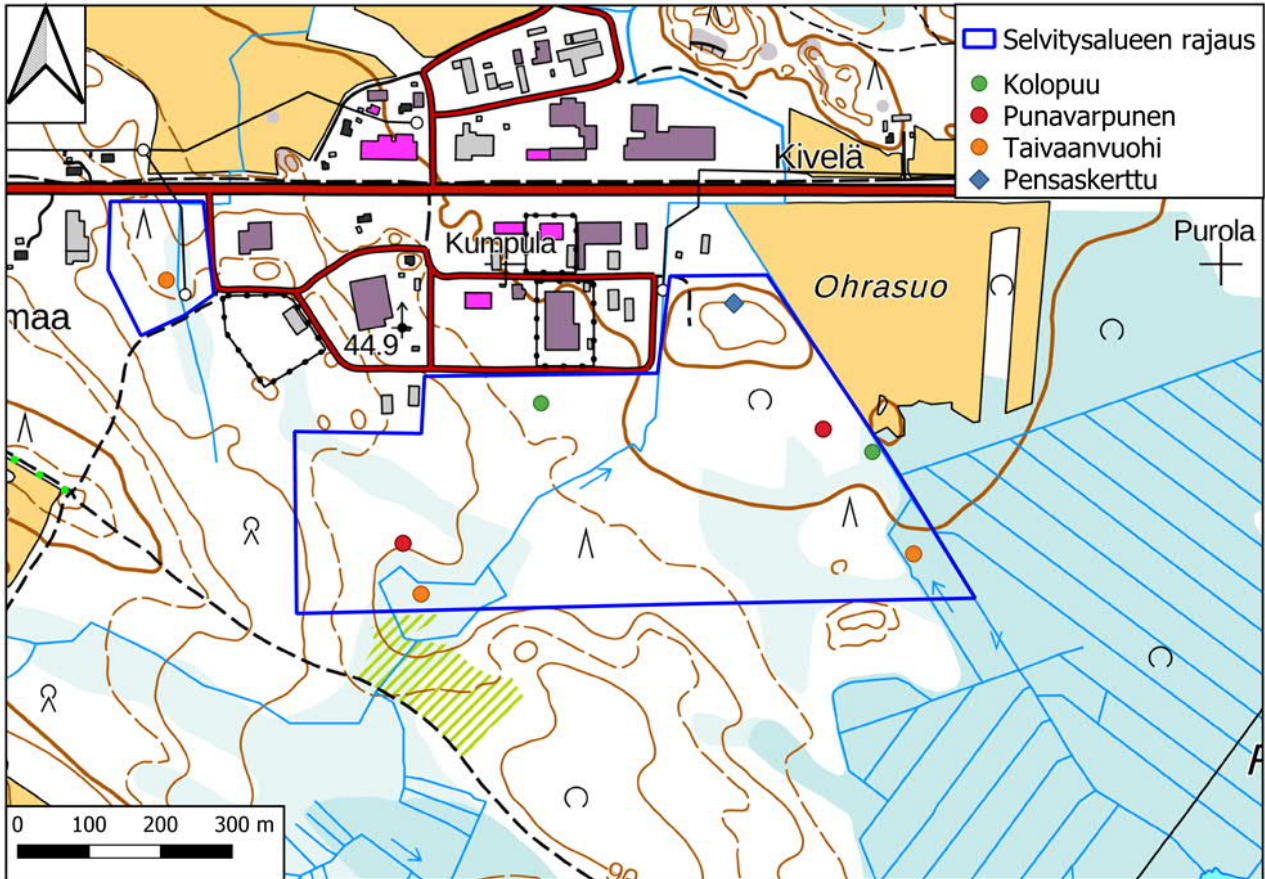 Selvitysalueen rajaus
Kolopuu
Punavarpunen
Taivaanvuohi
Pensaskerttu
Kivelä
Purola
Kumpula
Ohrasuo
maa
44.9
0 100 200 300 m
90